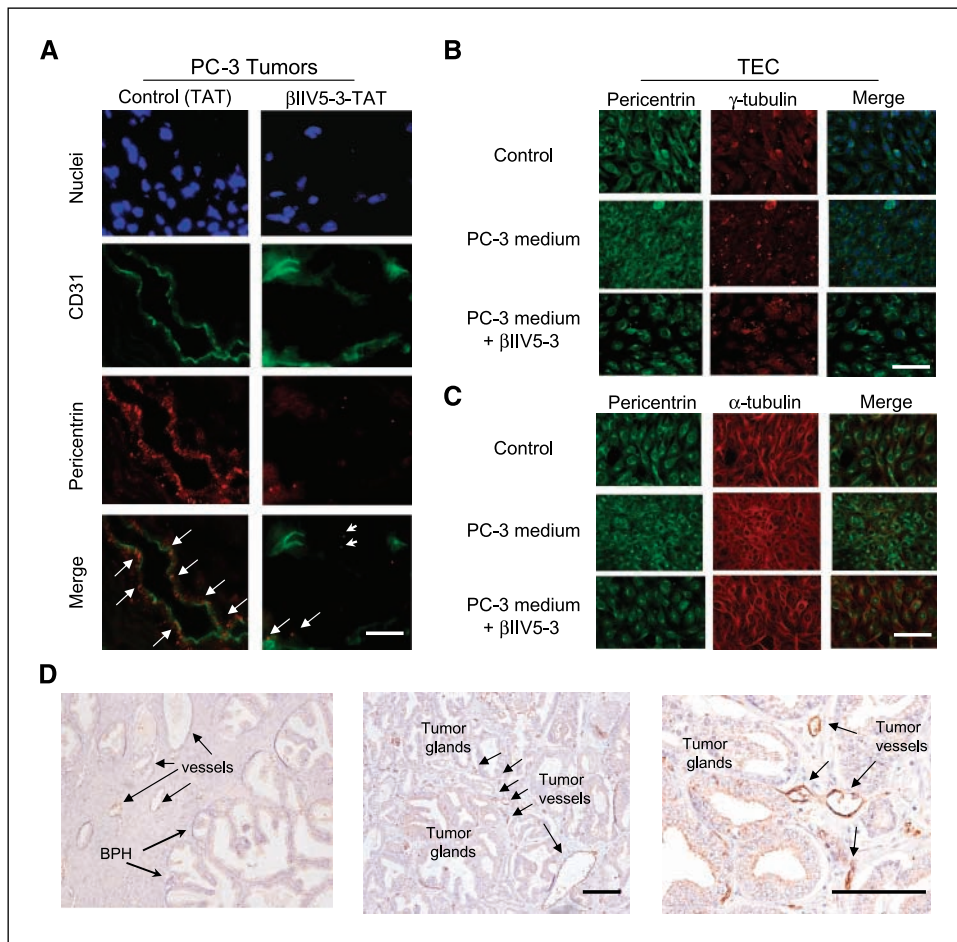 A
PC-3 Tumors
Control (TAT)
βIIV5-3-TAT
Nuclei
CD31
Pericentrin
Merge
B
TEC
Pericentrin
γ-tubulin
Merge
Control
PC-3 medium
PC-3 medium
+ βIIV5-3
C
Pericentrin
α-tubulin
Merge
Control
PC-3 medium
PC-3 medium
+ βIIV5-3
D
vessels
BPH
Tumor
glands
Tumor
vessels
Tumor
glands
Tumor
glands
Tumor
vessels